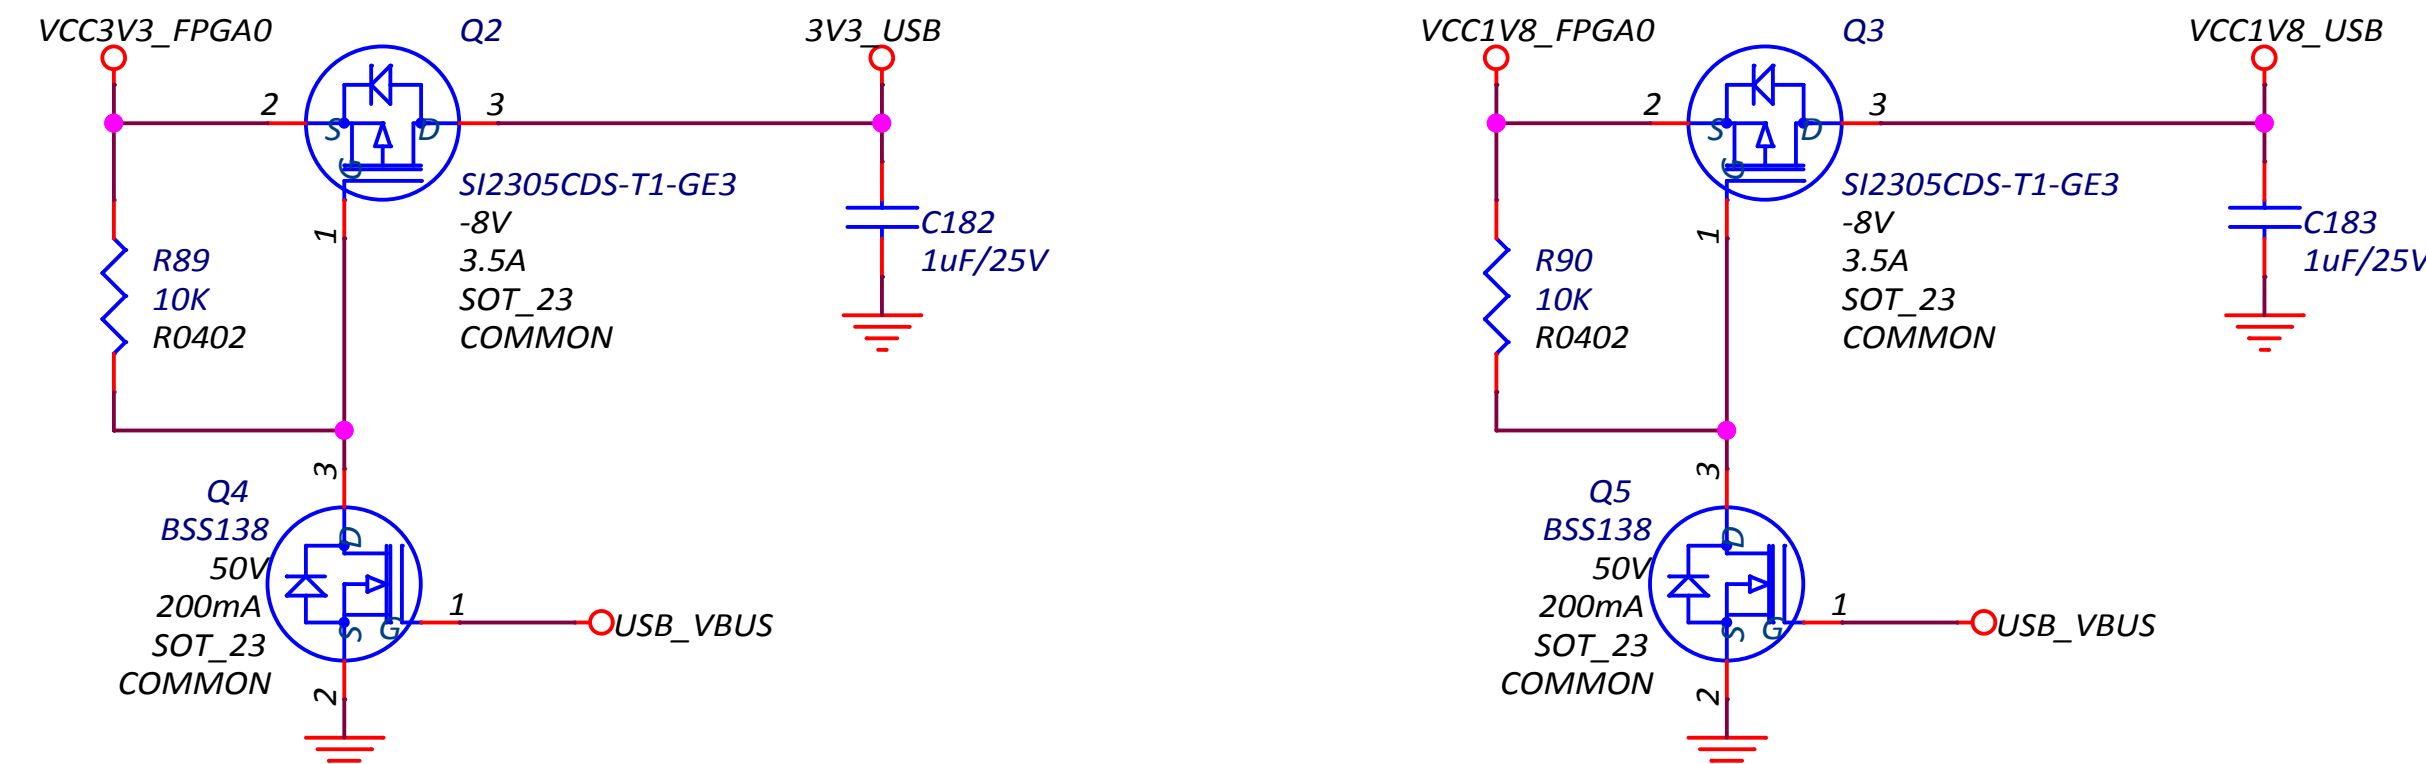 VCC3V3_FPGA0
Q2
3V3_USB
2
3
S
D
G
1
SI2305CDS-T1-GE3
-8V
3.5A
SOT_23
COMMON
C182
1uF/25V
R89
10K
R0402
3
Q4
BSS138
50V
200mA
SOT_23
COMMON
D
S
G
1
USB_VBUS
2
VCC1V8_FPGA0
Q3
VCC1V8_USB
2
3
S
D
G
1
SI2305CDS-T1-GE3
-8V
3.5A
SOT_23
COMMON
C183
1uF/25V
R90
10K
R0402
3
Q5
BSS138
50V
200mA
SOT_23
COMMON
D
S
G
1
USB_VBUS
2